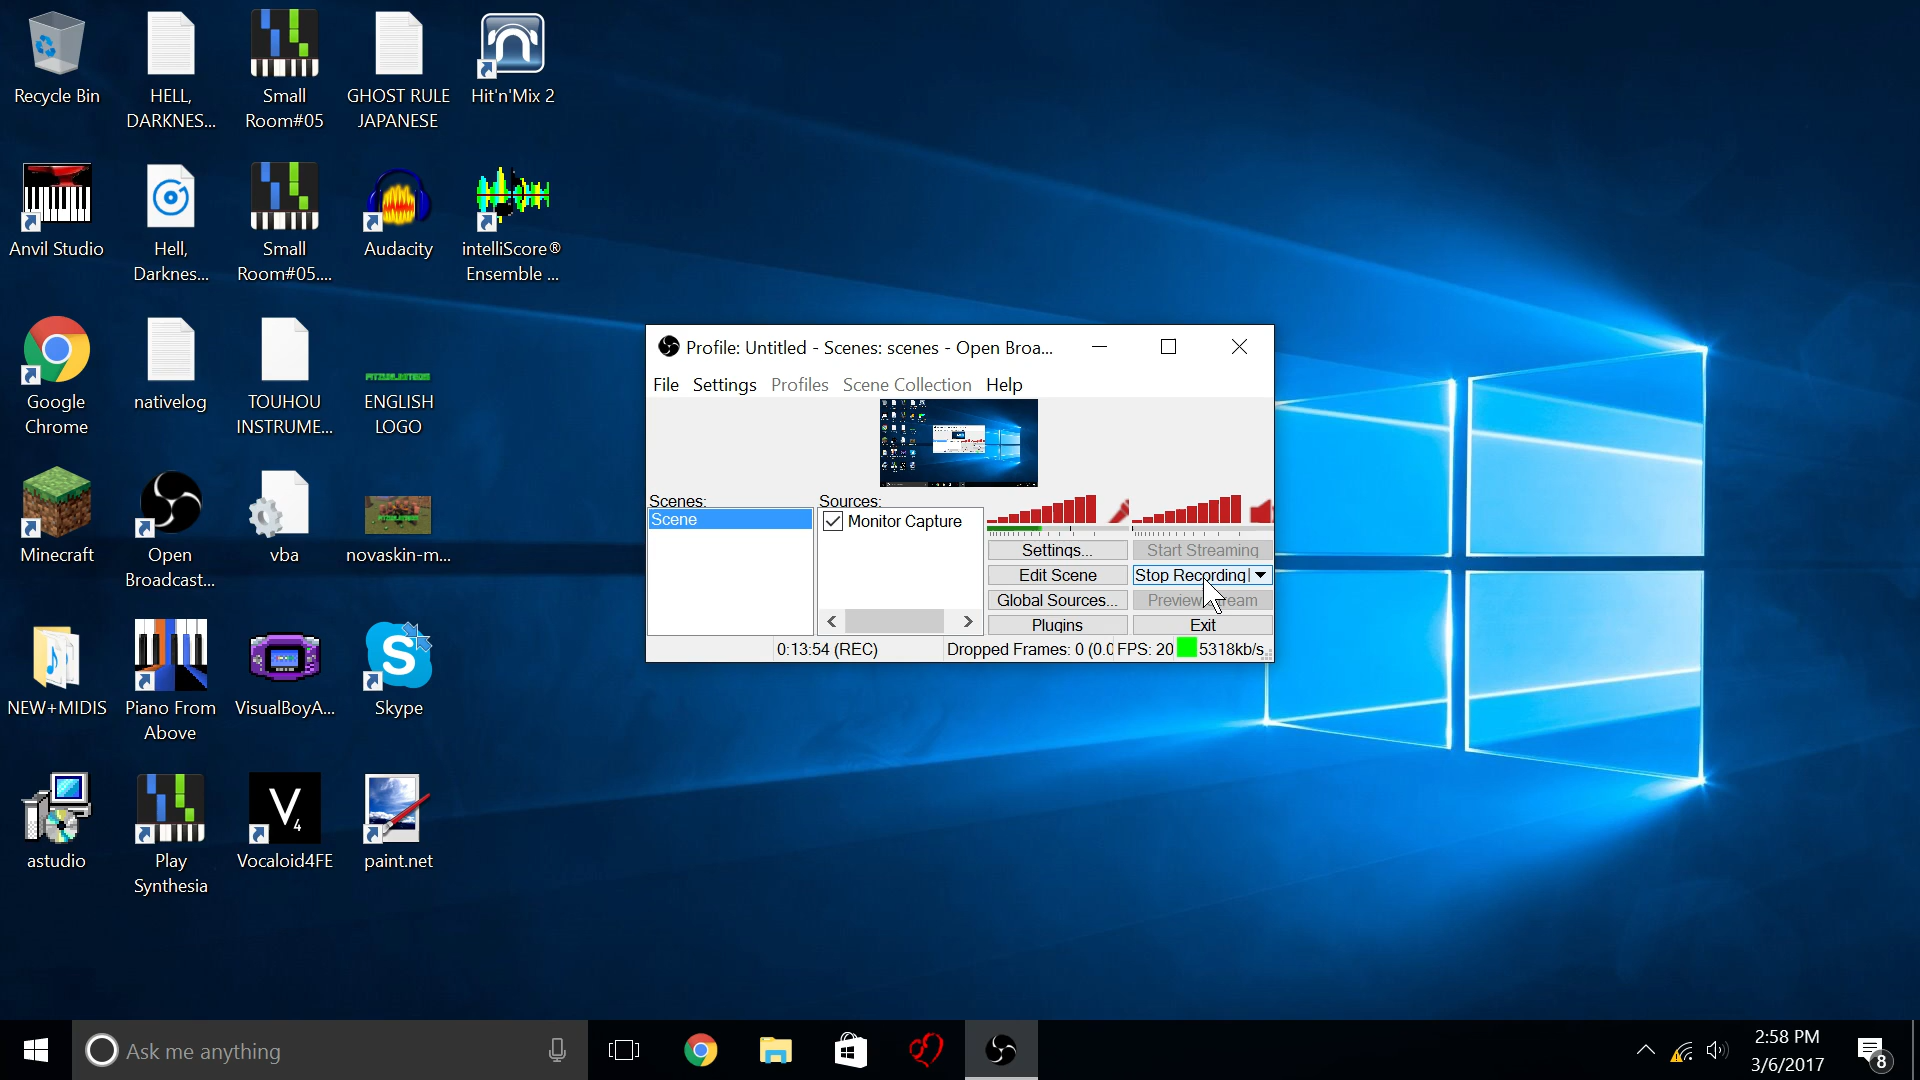 Recycle Bin
HELL,
DARKNES...
Small
Room#05
GHOST RULE
JAPANESE
Hit'n'Mix 2
Anvil Studio
Hell,
Darknes...
Small
Room#05....
Audacity
intelliScore®
Ensemble ...
Google
Chrome
nativelog
TOUHOU
INSTRUME...
ENGLISH
LOGO
Minecraft
Open
Broadcast...
vba
novaskin-m...
NEW+MIDIS
Piano From
Above
VisualBoyA...
Skype
astudio
Play
Synthesia
V4
Vocaloid4FE
paint.net
Profile: Untitled - Scenes: scenes - Open Broa...
File Settings Profiles Scene Collection Help
Scenes:
Scene
Sources:
Monitor Capture
Settings...
Start Streaming
Edit Scene
Stop Recording
Global Sources...
Preview Stream
Plugins
Exit
0:13:54 (REC)
Dropped Frames: 0 (0.0
FPS: 20
5318kb/s
Ask me anything
2:58 PM
3/6/2017
8